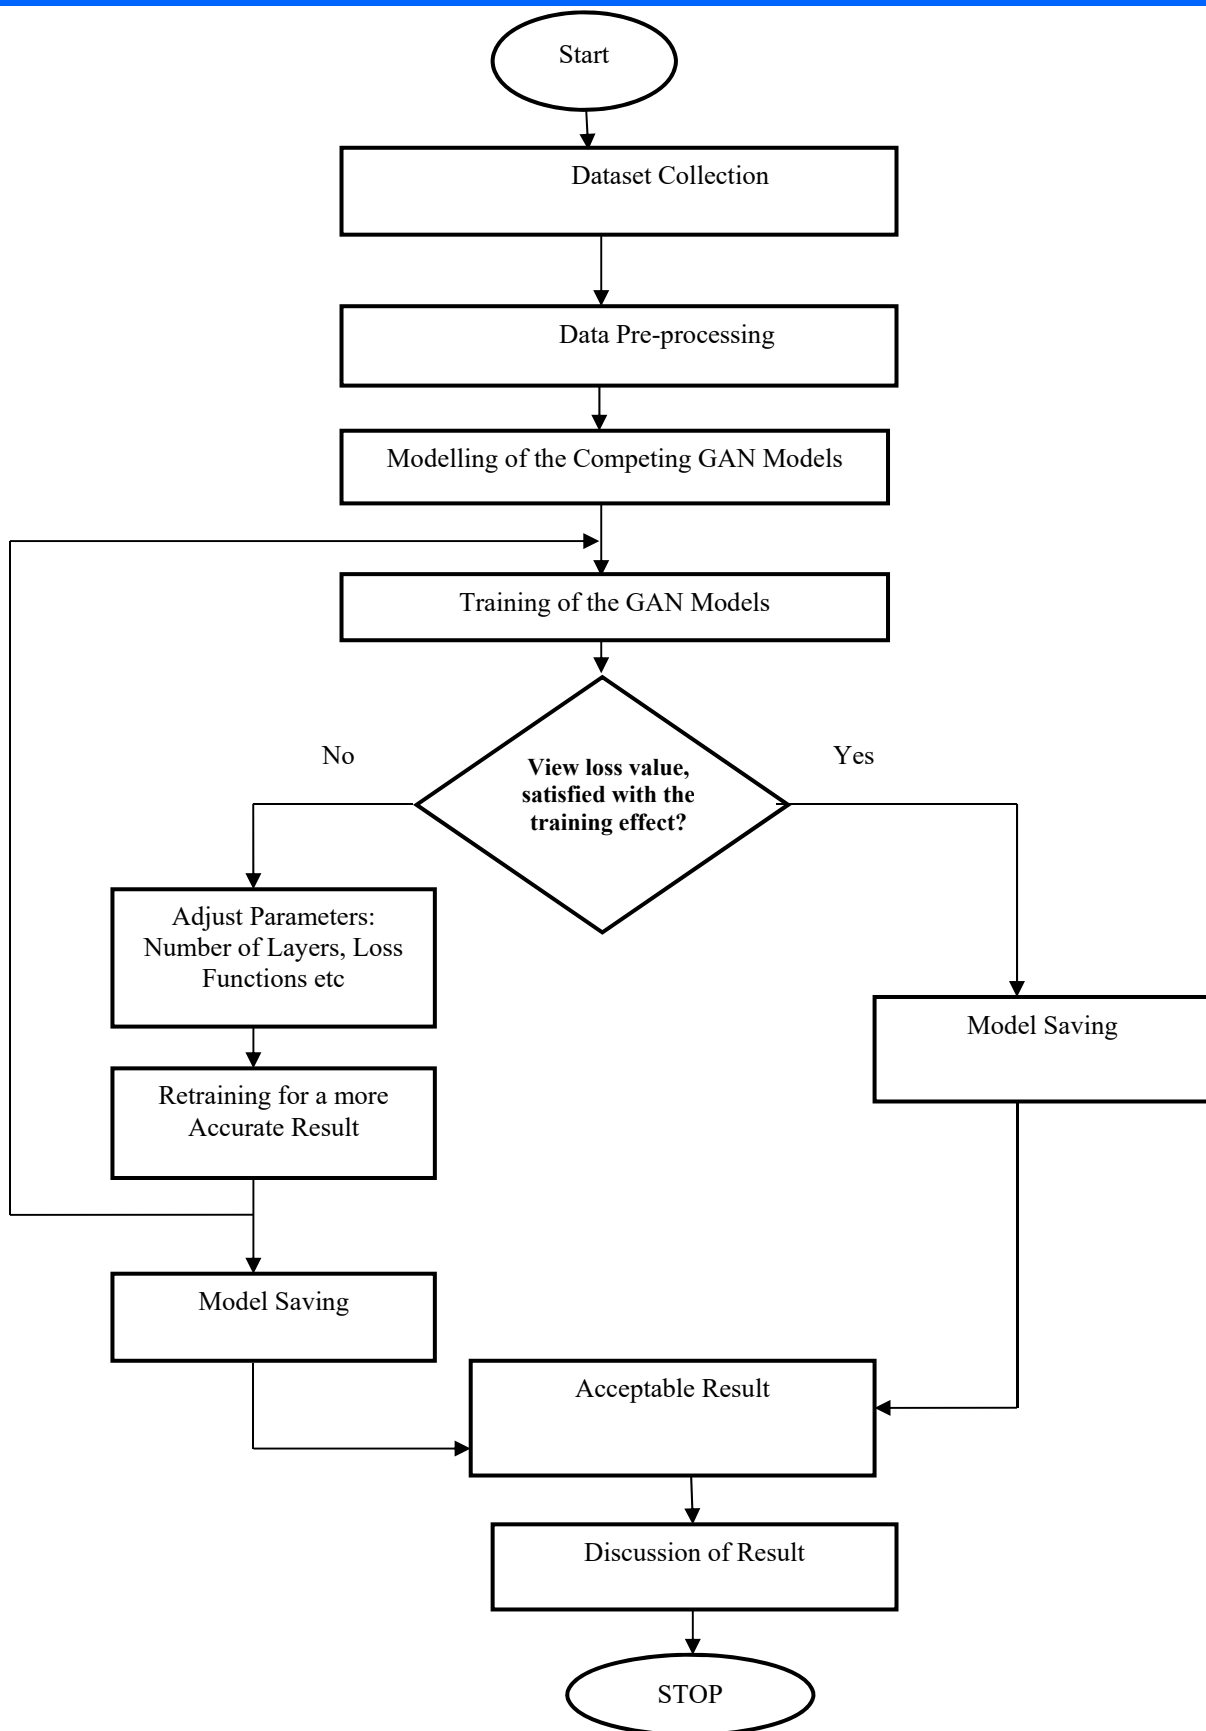 Start
Dataset Collection
Data Pre-processing
Modelling of the Competing GAN Models
Training of the GAN Models
No
Yes
View loss value,
satisfied with the
training effect?
Adjust Parameters:
Number of Layers, Loss
Functions etc
Model Saving
Retraining for a more
Accurate Result
Model Saving
Acceptable Result
Discussion of Result
STOP